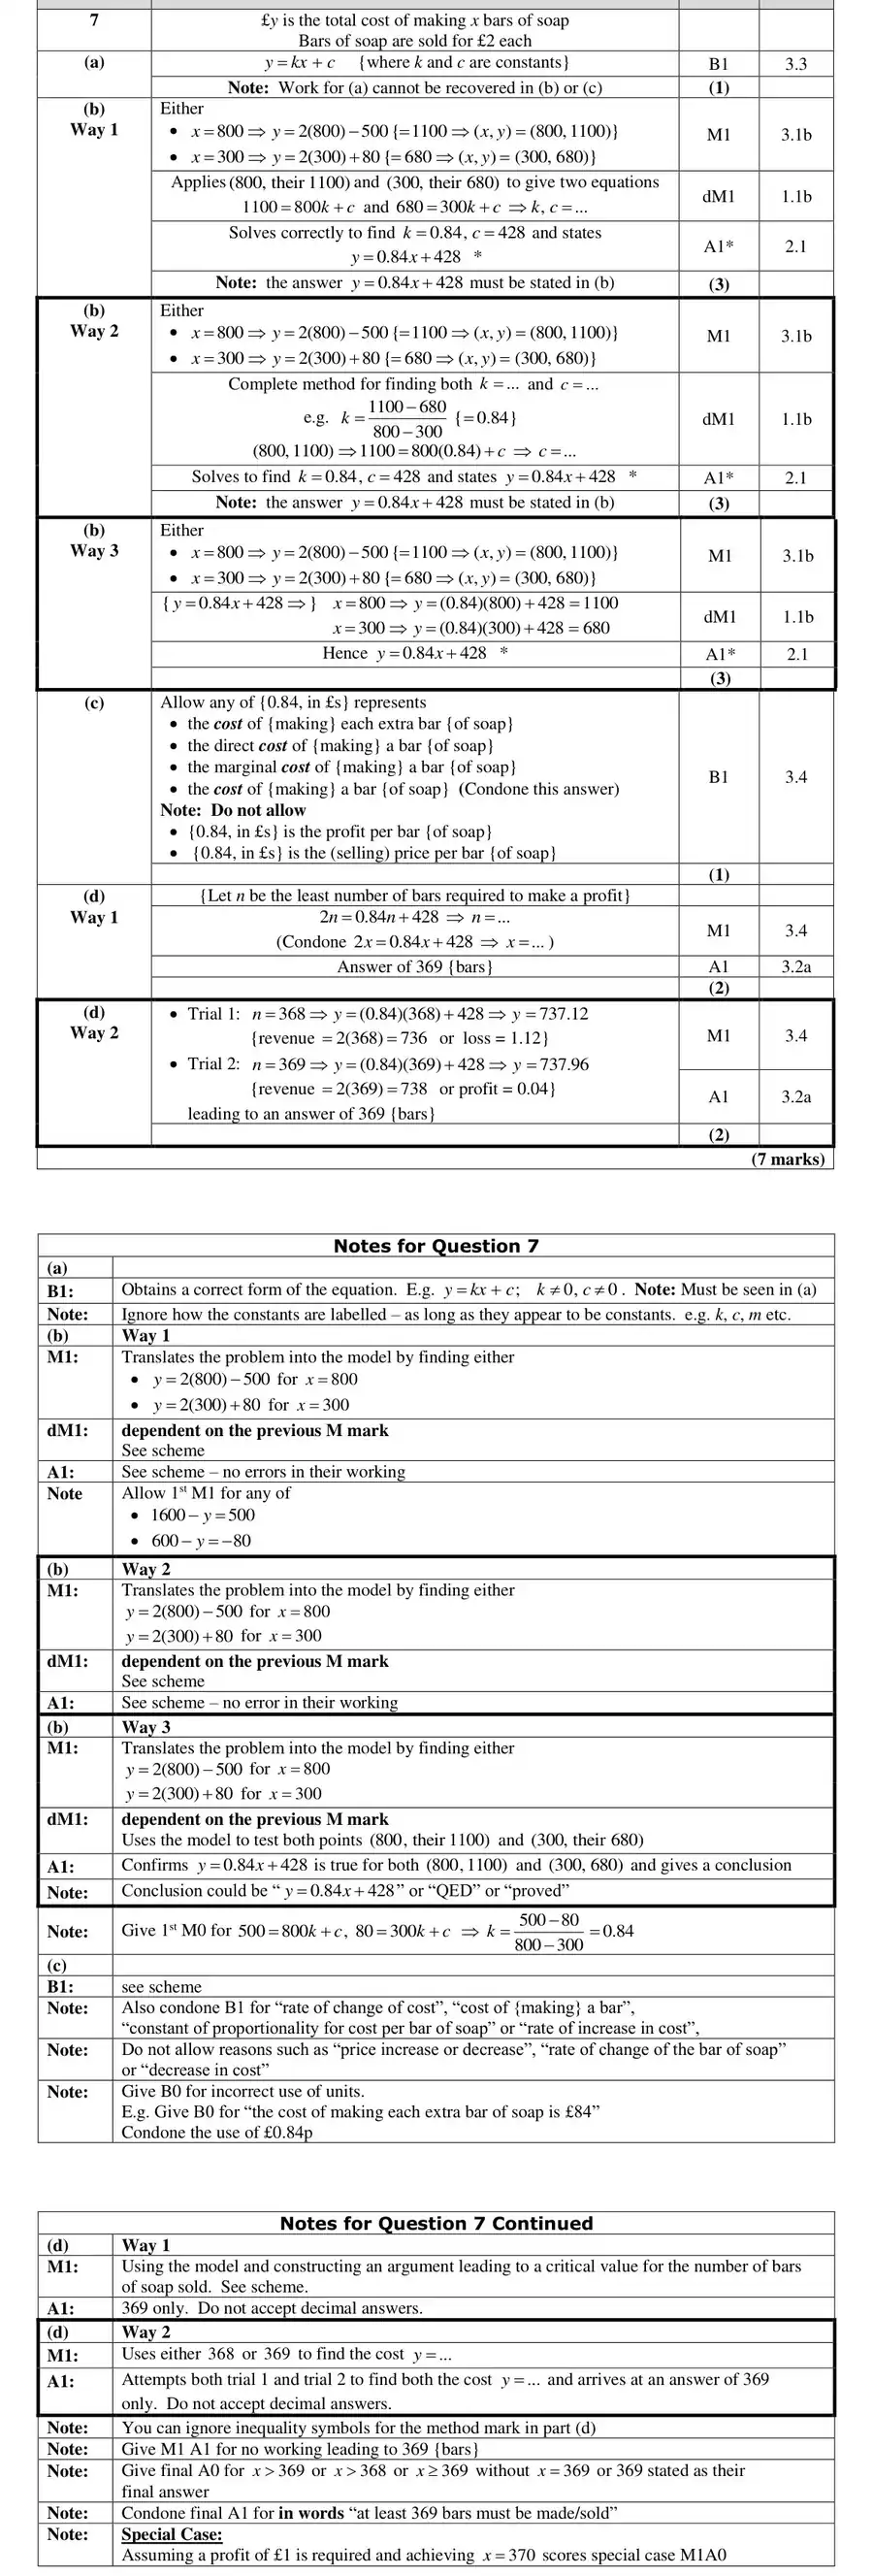 7 £y is the total cost of making x bars of soap
Bars of soap are sold for £2 each
(a) y = kx + c {where k and c are constants} B1 3.3
Note: Work for (a) cannot be recovered in (b) or (c) (1)
(b) Either
Way 1 • x = 800 ⇒ y = 2(800) − 500 {= 1100 ⇒ (x, y) = (800, 1100)} M1 3.1b
• x = 300 ⇒ y = 2(300) + 80 {= 680 ⇒ (x, y) = (300, 680)}
Applies (800, their 1100) and (300, their 680) to give two equations dM1 1.1b
1100 = 800k + c and 680 = 300k + c ⇒ k, c = ...
Solves correctly to find k = 0.84, c = 428 and states A1* 2.1
y = 0.84x + 428 *
Note: the answer y = 0.84x + 428 must be stated in (b) (3)
(b) Either
Way 2 • x = 800 ⇒ y = 2(800) − 500 {= 1100 ⇒ (x, y) = (800, 1100)} M1 3.1b
• x = 300 ⇒ y = 2(300) + 80 {= 680 ⇒ (x, y) = (300, 680)}
Complete method for finding both k = ... and c = ...
e.g. k = (1100 − 680)/(800 − 300) {= 0.84} dM1 1.1b
(800, 1100) ⇒ 1100 = 800(0.84) + c ⇒ c = ...
Solves to find k = 0.84, c = 428 and states y = 0.84x + 428 * A1* 2.1
Note: the answer y = 0.84x + 428 must be stated in (b) (3)
(b) Either
Way 3 • x = 800 ⇒ y = 2(800) − 500 {= 1100 ⇒ (x, y) = (800, 1100)} M1 3.1b
• x = 300 ⇒ y = 2(300) + 80 {= 680 ⇒ (x, y) = (300, 680)}
{y = 0.84x + 428 ⇒} x = 800 ⇒ y = (0.84)(800) + 428 = 1100 dM1 1.1b
x = 300 ⇒ y = (0.84)(300) + 428 = 680
Hence y = 0.84x + 428 * A1* 2.1
(3)
(c) Allow any of {0.84, in £s} represents
• the cost of {making} each extra bar {of soap}
• the direct cost of {making} a bar {of soap}
• the marginal cost of {making} a bar {of soap} B1 3.4
• the cost of {making} a bar {of soap} (Condone this answer)
Note: Do not allow
• {0.84, in £s} is the profit per bar {of soap}
• {0.84, in £s} is the (selling) price per bar {of soap}
(1)
(d) {Let n be the least number of bars required to make a profit}
Way 1 2n = 0.84n + 428 ⇒ n = ... M1 3.4
(Condone 2x = 0.84x + 428 ⇒ x = ... )
Answer of 369 {bars} A1 3.2a
(2)
(d) • Trial 1: n = 368 ⇒ y = (0.84)(368) + 428 ⇒ y = 737.12
Way 2 {revenue = 2(368) = 736 or loss = 1.12} M1 3.4
• Trial 2: n = 369 ⇒ y = (0.84)(369) + 428 ⇒ y = 737.96
{revenue = 2(369) = 738 or profit = 0.04} A1 3.2a
leading to an answer of 369 {bars}
(2)
(7 marks)
Notes for Question 7
(a)
B1: Obtains a correct form of the equation. E.g. y = kx + c; k ≠ 0, c ≠ 0. Note: Must be seen in (a)
Note: Ignore how the constants are labelled – as long as they appear to be constants. e.g. k, c, m etc.
(b) Way 1
M1: Translates the problem into the model by finding either
• y = 2(800) − 500 for x = 800
• y = 2(300) + 80 for x = 300
dM1: dependent on the previous M mark
See scheme
A1: See scheme – no errors in their working
Note Allow 1st M1 for any of
• 1600 − y = 500
• 600 − y = −80
(b) Way 2
M1: Translates the problem into the model by finding either
y = 2(800) − 500 for x = 800
y = 2(300) + 80 for x = 300
dM1: dependent on the previous M mark
See scheme
A1: See scheme – no error in their working
(b) Way 3
M1: Translates the problem into the model by finding either
y = 2(800) − 500 for x = 800
y = 2(300) + 80 for x = 300
dM1: dependent on the previous M mark
Uses the model to test both points (800, their 1100) and (300, their 680)
A1: Confirms y = 0.84x + 428 is true for both (800, 1100) and (300, 680) and gives a conclusion
Note: Conclusion could be “ y = 0.84x + 428” or “QED” or “proved”
Note: Give 1st M0 for 500 = 800k + c, 80 = 300k + c ⇒ k = (500 − 80)/(800 − 300) = 0.84
(c)
B1: see scheme
Note: Also condone B1 for “rate of change of cost”, “cost of {making} a bar”,
“constant of proportionality for cost per bar of soap” or “rate of increase in cost”,
Note: Do not allow reasons such as “price increase or decrease”, “rate of change of the bar of soap”
or “decrease in cost”
Note: Give B0 for incorrect use of units.
E.g. Give B0 for “the cost of making each extra bar of soap is £84”
Condone the use of £0.84p
Notes for Question 7 Continued
(d) Way 1
M1: Using the model and constructing an argument leading to a critical value for the number of bars
of soap sold. See scheme.
A1: 369 only. Do not accept decimal answers.
(d) Way 2
M1: Uses either 368 or 369 to find the cost y = ...
A1: Attempts both trial 1 and trial 2 to find both the cost y = ... and arrives at an answer of 369
only. Do not accept decimal answers.
Note: You can ignore inequality symbols for the method mark in part (d)
Note: Give M1 A1 for no working leading to 369 {bars}
Note: Give final A0 for x > 369 or x > 368 or x ≥ 369 without x = 369 or 369 stated as their
final answer
Note: Condone final A1 for in words “at least 369 bars must be made/sold”
Note: Special Case:
Assuming a profit of £1 is required and achieving x = 370 scores special case M1A0